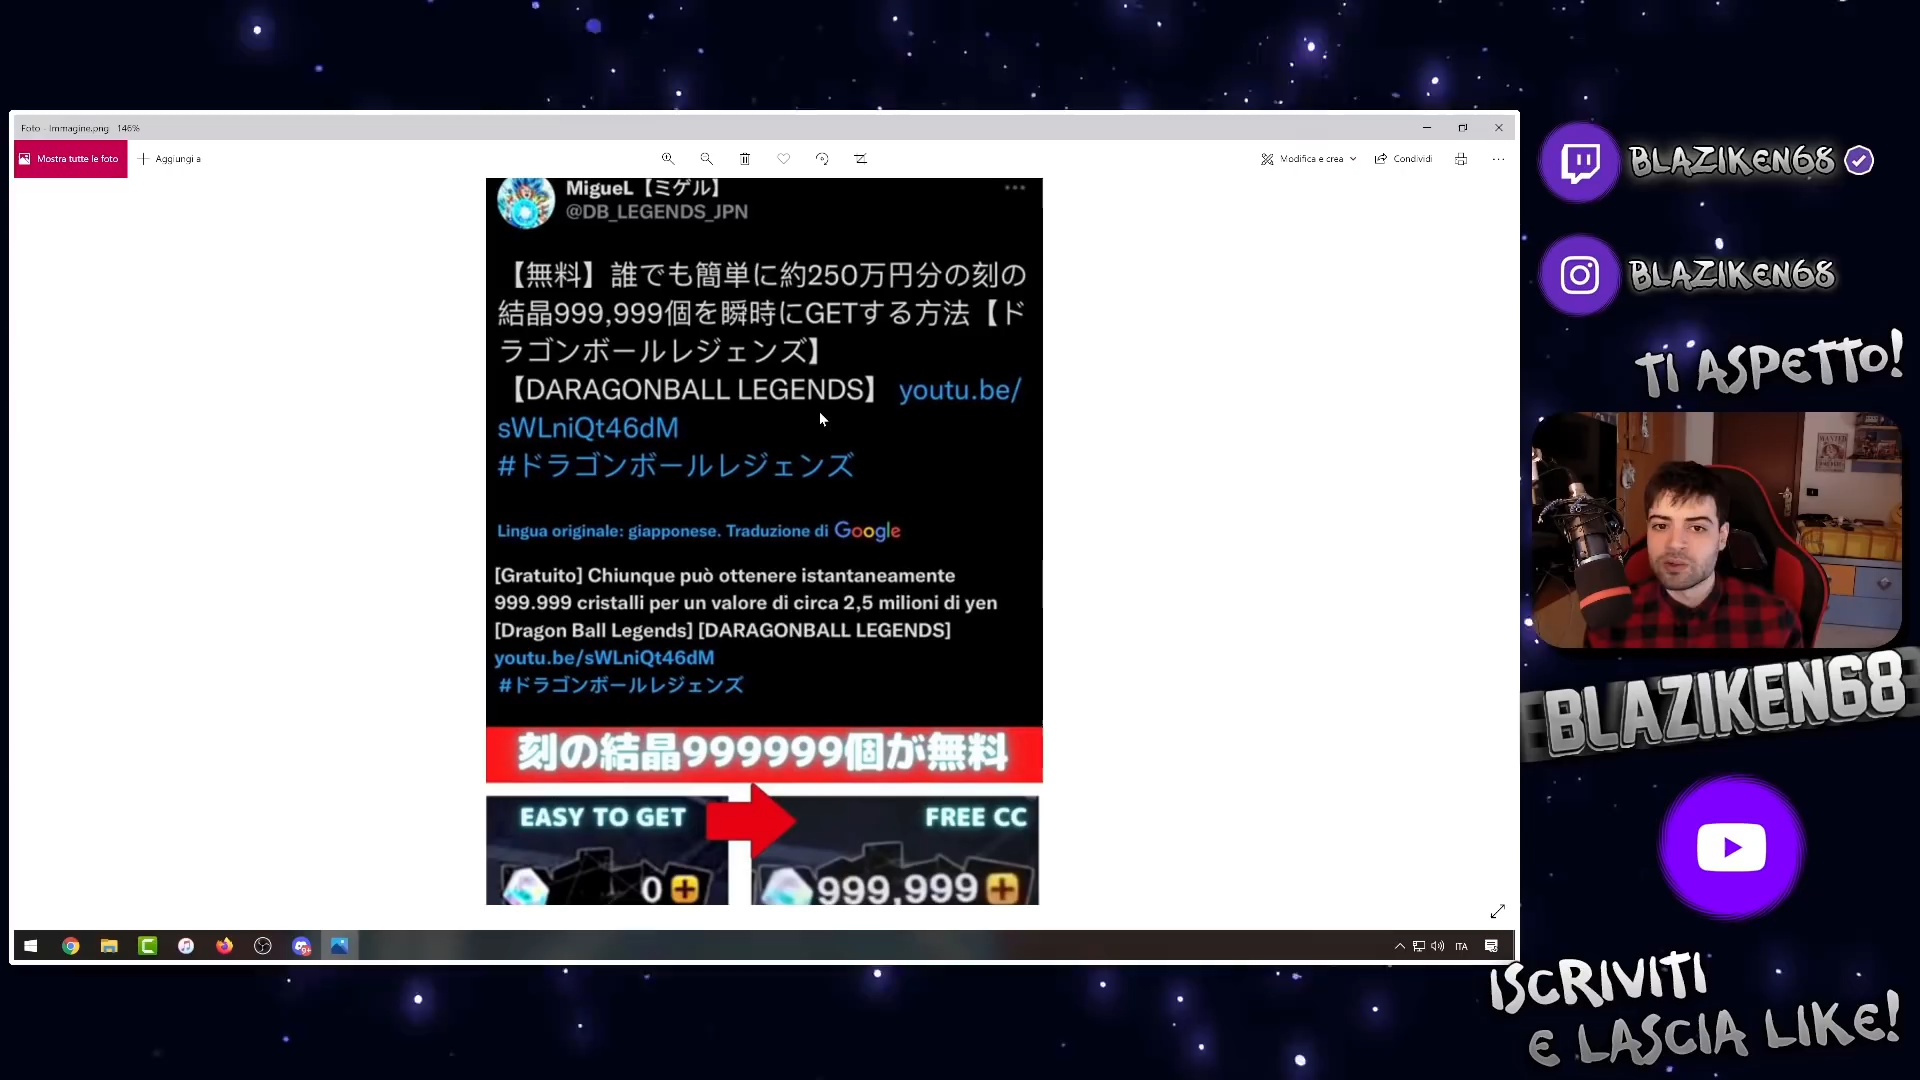 Foto - Immagine.png 146%
Mostra tutte le foto
Aggiungi a
Modifica e crea
Condividi
MigueL【ミゲル】
@DB_LEGENDS_JPN
【無料】誰でも簡単に約250万円分の刻の
結晶999,999個を瞬時にGETする方法【ド
ラゴンボールレジェンズ】
【DARAGONBALL LEGENDS】 youtu.be/
sWLniQt46dM
#ドラゴンボールレジェンズ
Lingua originale: giapponese. Traduzione di Google
[Gratuito] Chiunque può ottenere istantaneamente
999.999 cristalli per un valore di circa 2,5 milioni di yen
[Dragon Ball Legends] [DARAGONBALL LEGENDS]
youtu.be/sWLniQt46dM
#ドラゴンボールレジェンズ
刻の結晶999999個が無料
EASY TO GET
FREE CC
0
999,999
ITA
BLAZIKEN68
BLAZIKEN68
TI ASPETTO!
WANTED
BLAZIKEN68
ISCRIVITI
E LASCIA LIKE!